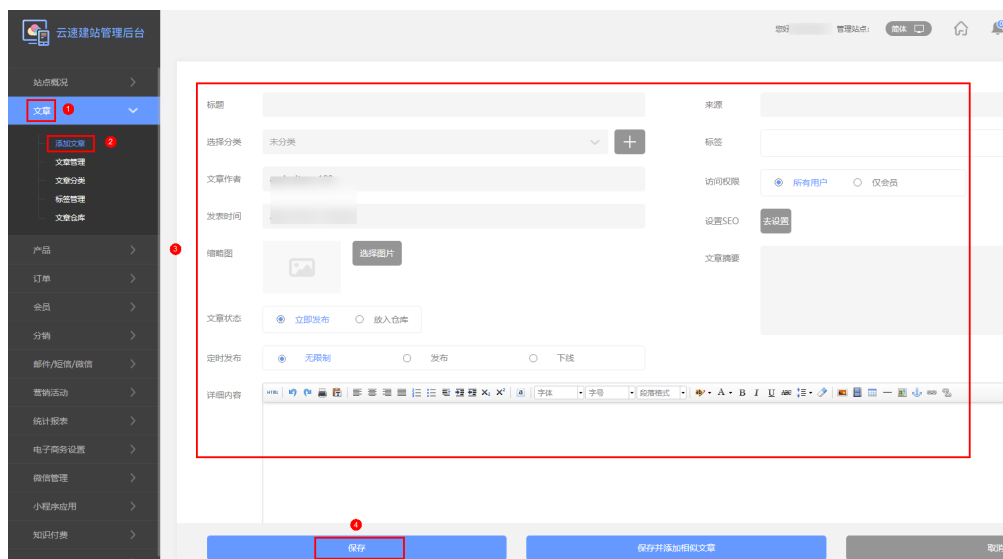 云速建站管理后台
您好 管理站点: 简体
站点概况
文章 1
添加文章 2
文章管理
文章分类
标签管理
文章仓库
产品
订单
会员
分销
邮件/短信/微信
营销活动
统计报表
电子商务设置
微信管理
小程序应用
知识付费
3
标题
来源
选择分类 未分类
标签
文章作者
访问权限 所有用户 仅会员
发表时间
设置SEO 去设置
缩略图 选择图片
文章摘要
文章状态 立即发布 放入仓库
定时发布 无限制 发布 下线
详细内容 HTML 字体 字号 段落格式
4
保存 保存并添加相似文章 取消